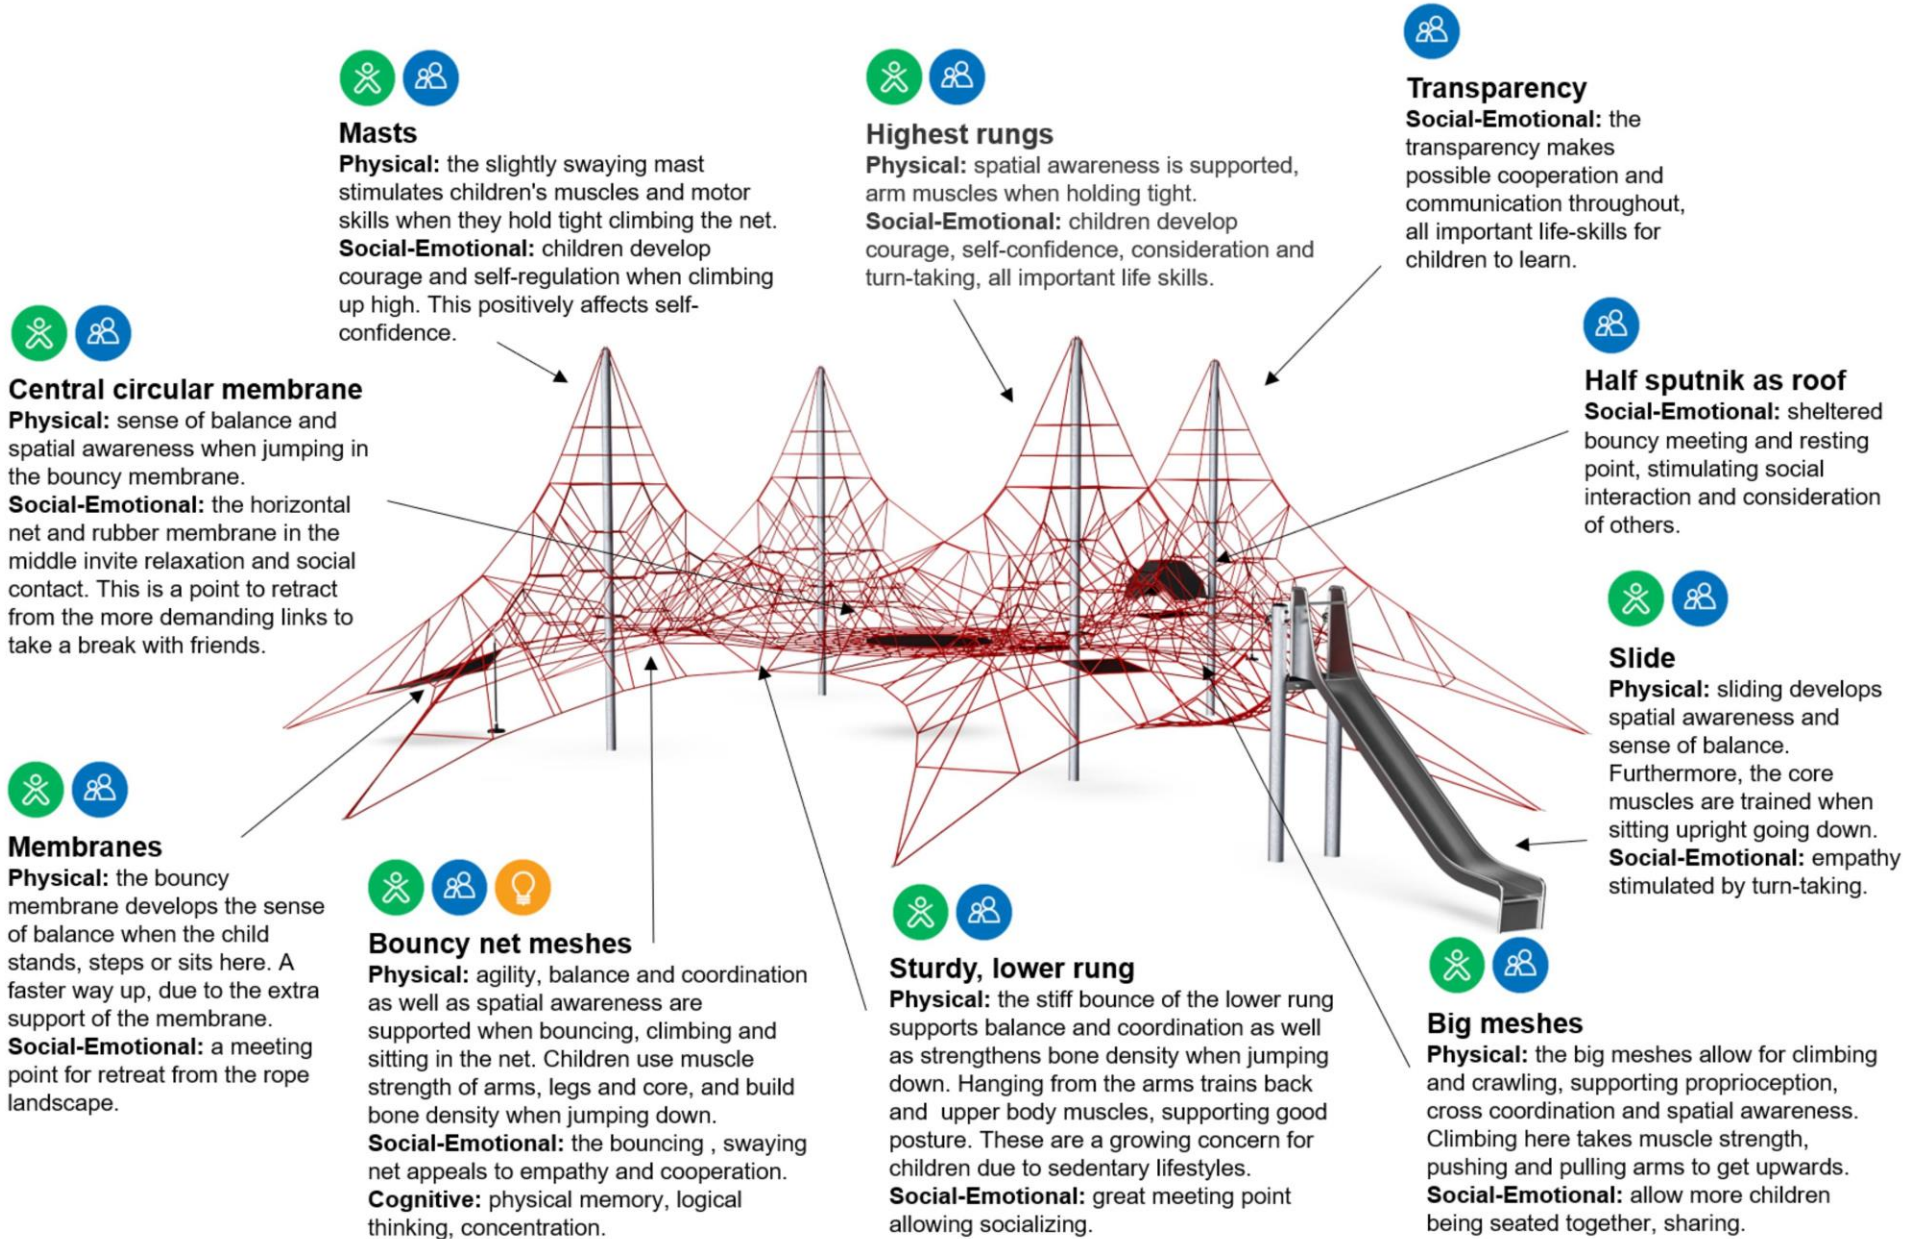 Masts
Physical: the slightly swaying mast
stimulates children's muscles and motor
skills when they hold tight climbing the net.
Social-Emotional: children develop
courage and self-regulation when climbing
up high. This positively affects self-
confidence.
Highest rungs
Physical: spatial awareness is supported,
arm muscles when holding tight.
Social-Emotional: children develop
courage, self-confidence, consideration and
turn-taking, all important life skills.
Transparency
Social-Emotional: the
transparency makes
possible cooperation and
communication throughout,
all important life-skills for
children to learn.
Central circular membrane
Physical: sense of balance and
spatial awareness when jumping in
the bouncy membrane.
Social-Emotional: the horizontal
net and rubber membrane in the
middle invite relaxation and social
contact. This is a point to retract
from the more demanding links to
take a break with friends.
Half sputnik as roof
Social-Emotional: sheltered
bouncy meeting and resting
point, stimulating social
interaction and consideration
of others.
Slide
Physical: sliding develops
spatial awareness and
sense of balance.
Furthermore, the core
muscles are trained when
sitting upright going down.
Social-Emotional: empathy
stimulated by turn-taking.
Membranes
Physical: the bouncy
membrane develops the sense
of balance when the child
stands, steps or sits here. A
faster way up, due to the extra
support of the membrane.
Social-Emotional: a meeting
point for retreat from the rope
landscape.
Bouncy net meshes
Physical: agility, balance and coordination
as well as spatial awareness are
supported when bouncing, climbing and
sitting in the net. Children use muscle
strength of arms, legs and core, and build
bone density when jumping down.
Social-Emotional: the bouncing , swaying
net appeals to empathy and cooperation.
Cognitive: physical memory, logical
thinking, concentration.
Sturdy, lower rung
Physical: the stiff bounce of the lower rung
supports balance and coordination as well
as strengthens bone density when jumping
down. Hanging from the arms trains back
and  upper body muscles, supporting good
posture. These are a growing concern for
children due to sedentary lifestyles.
Social-Emotional: great meeting point
allowing socializing.
Big meshes
Physical: the big meshes allow for climbing
and crawling, supporting proprioception,
cross coordination and spatial awareness.
Climbing here takes muscle strength,
pushing and pulling arms to get upwards.
Social-Emotional: allow more children
being seated together, sharing.